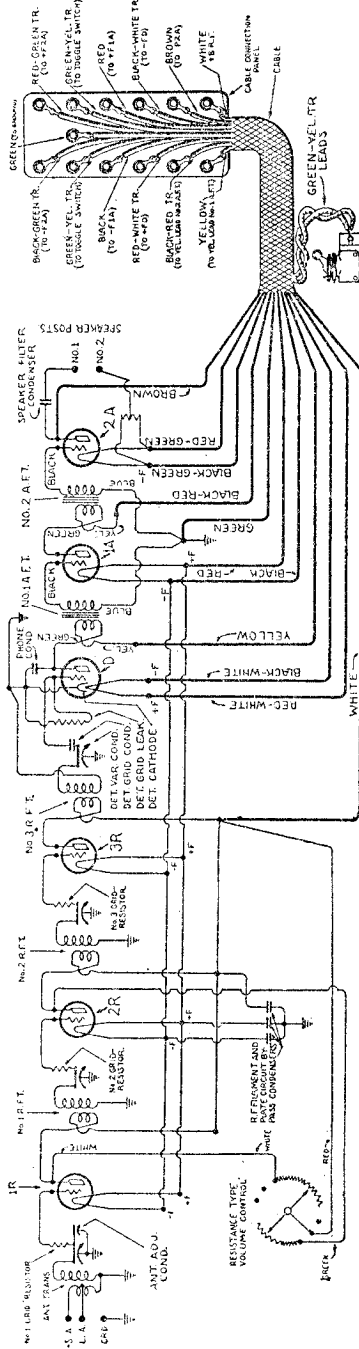 RED-GREEN TR.
(TO +F2A)
GREEN-YEL. TR.
(TO TOGGLE SWITCH)
RED
(TO +F1A)
BLACK-WHITE TR.
(TO -FD)
BROWN
(TO P2A)
WHITE
+B R.F.
CABLE CONNECTION
PANEL
CABLE
GREEN
BLACK-GREEN TR.
(TO -F2A)
GREEN-YEL. TR.
(TO TOGGLE SWITCH)
BLACK
(TO -F1A)
RED-WHITE TR.
(TO +FD)
BLACK-RED TR.
YELLOW
GREEN-YEL. TR.
LEADS
SPEAKER FILTER
CONDENSER
SPEAKER POSTS
NO.1
NO.2
BROWN
RED-GREEN
BLACK-GREEN
BLACK-RED
GREEN
BLACK
-RED
YELLOW
BLACK-WHITE
RED-WHITE
WHITE
BLACK
2A
-F
BLUE
NO. 2 A.F.T.
YEL.
GREEN
1A
+F
-F
BLACK
BLUE
NO.1 A.F.T.
YEL.
GREEN
PHONE
COND
D
-F
+F
DET. VAR. COND.
DET. GRID COND.
DET. GRID LEAK
DET. CATHODE
No. 3 R.F.T.
3R
-F
+F
No. 3 GRID-
RESISTOR
No. 2 R.F.T.
2R
-F
+F
R.F. FILAMENT AND
PLATE CIRCUIT BY-
PASS CONDENSERS
No. 2 GRID-
RESISTOR
No. 1 R.F.T.
WHITE
1R
-F
+F
No. 1 GRID RESISTOR
ANT TRANS
S.A.
L.A.
GRD
ANT. ADJ.
COND.
RESISTANCE TYPE
VOLUME CONTROL
WHITE
RED
GREEN